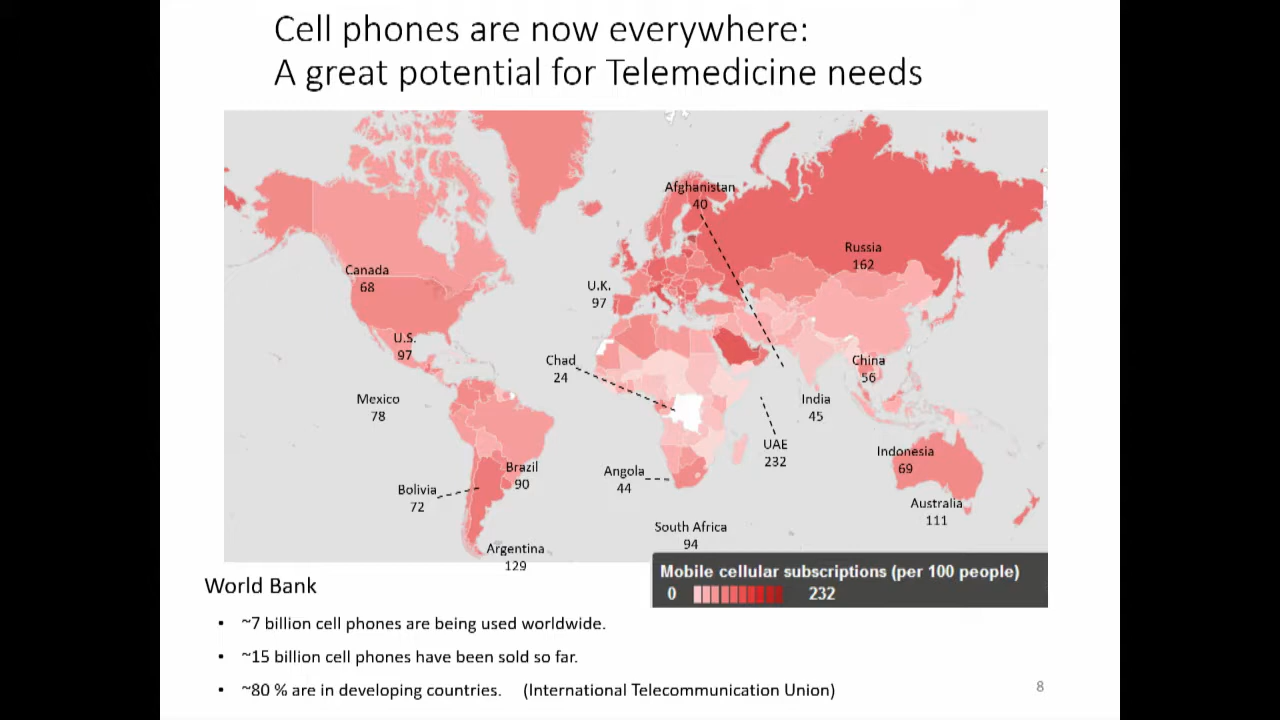 Cell phones are now everywhere:
A great potential for Telemedicine needs
Afghanistan
40
Russia
162
Canada
68
U.K.
97
U.S.
97
Chad
24
China
56
Mexico
78
India
45
UAE
232
Indonesia
69
Brazil
90
Angola
44
Bolivia
72
Australia
111
South Africa
94
Argentina
129
Mobile cellular subscriptions (per 100 people)
0 232
World Bank
• ~7 billion cell phones are being used worldwide.
• ~15 billion cell phones have been sold so far.
• ~80 % are in developing countries. (International Telecommunication Union)
8